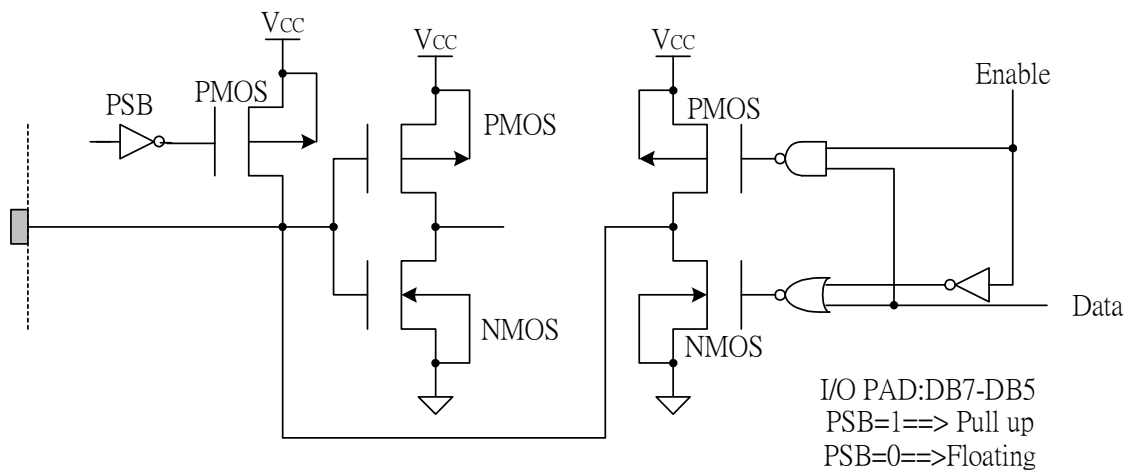 VCC
VCC
VCC
Enable
PSB
PMOS
PMOS
PMOS
NMOS
NMOS
Data
I/O PAD:DB7-DB5
PSB=1==> Pull up
PSB=0==>Floating